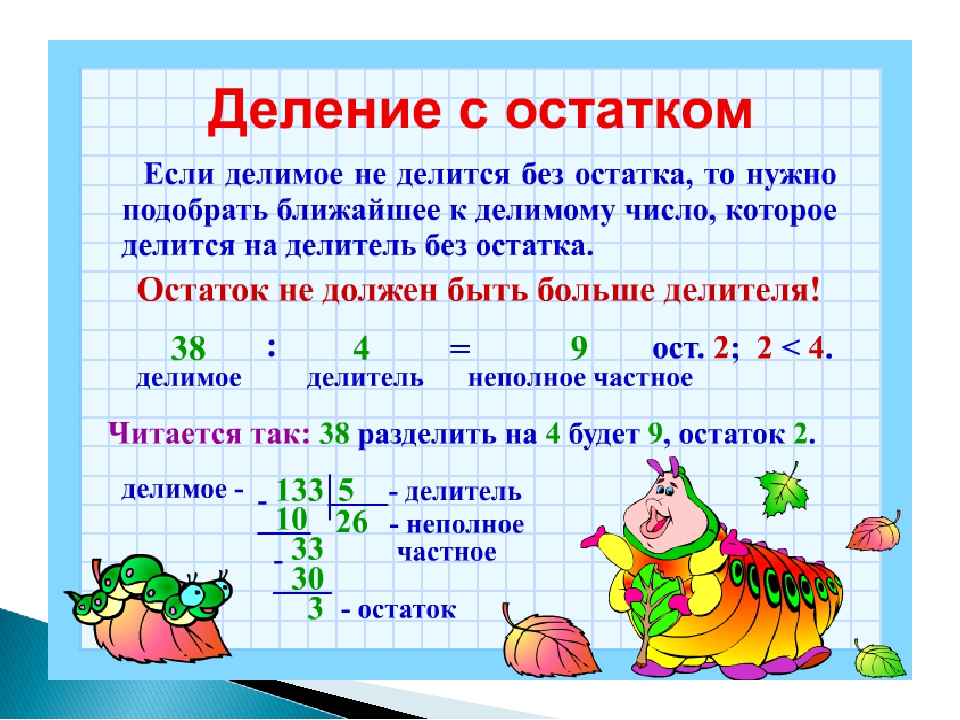 Деление с остатком
Если делимое не делится без остатка, то нужно
подобрать ближайшее к делимому число, которое
делится на делитель без остатка.
Остаток не должен быть больше делителя!
38 : 4 = 9 ост. 2; 2 < 4.
делимое делитель неполное частное
Читается так: 38 разделить на 4 будет 9, остаток 2.
делимое - - 133 5 - делитель
10 26 - неполное
- 33 частное
30
3 - остаток